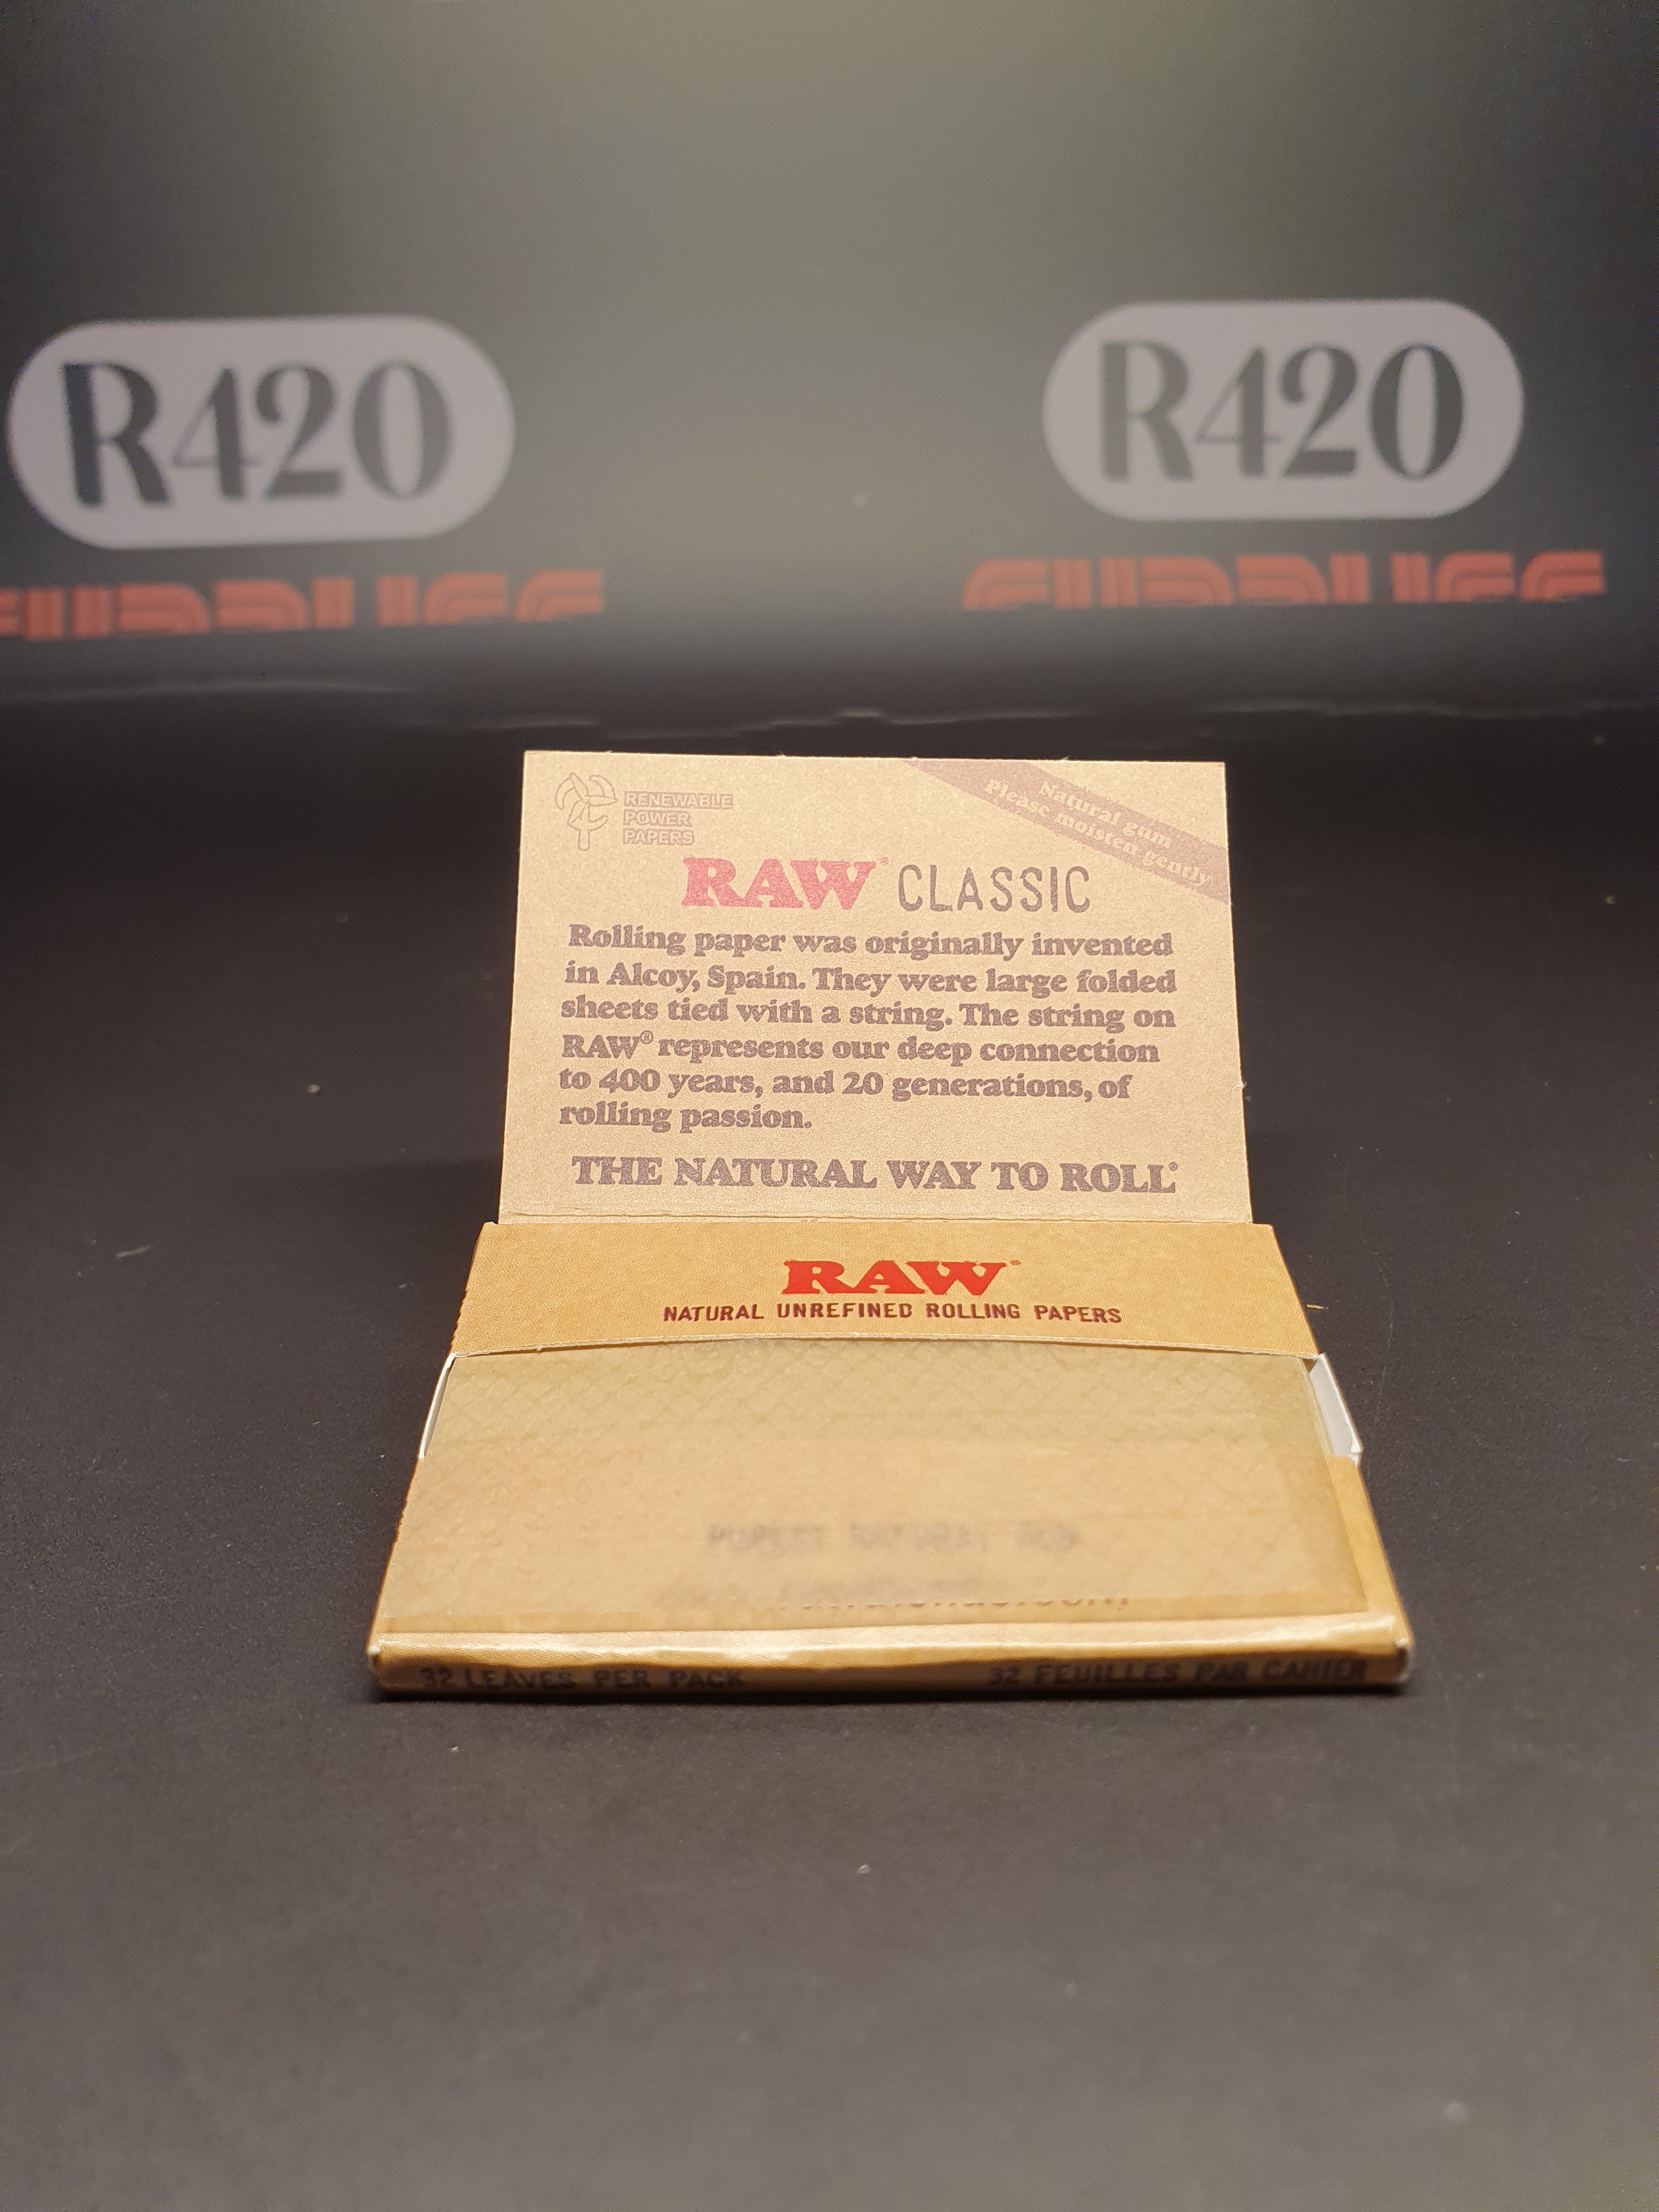 R420
R420
RENEWABLE
POWER
PAPERS
Natural gum
Please moisten gently
RAW® CLASSIC
Rolling paper was originally invented
in Alcoy, Spain. They were large folded
sheets tied with a string. The string on
RAW® represents our deep connection
to 400 years, and 20 generations, of
rolling passion.
THE NATURAL WAY TO ROLL®
RAW®
NATURAL UNREFINED ROLLING PAPERS
32 LEAVES PER PACK
32 FEUILLES PAR CAHIER